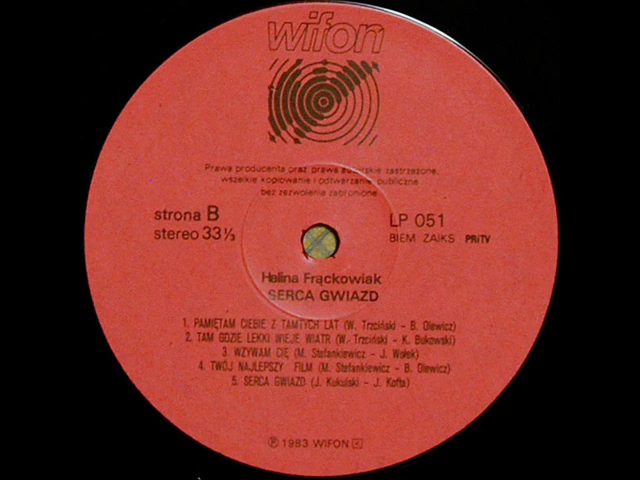 wifon
Prawa producenta oraz prawa autorskie zastrzeżone,
wszelkie kopiowanie i odtwarzanie publiczne
bez zezwolenia zabronione
strona B
stereo 33⅓
LP 051
BIEM ZAIKS PRiTV
Halina Frąckowiak
SERCA GWIAZD
1. PAMIĘTAM CIEBIE Z TAMTYCH LAT (W. Trzciński - B. Olewicz)
2. TAM GDZIE LEKKI WIEJE WIATR (W. Trzciński - K. Bukowski)
3. WZYWAM CIĘ (M. Stefankiewicz - J. Wołek)
4. TWÓJ NAJLEPSZY FILM (M. Stefankiewicz - B. Olewicz)
5. SERCA GWIAZD (J. Kukulski - J. Kofta)
℗ 1983 WIFON